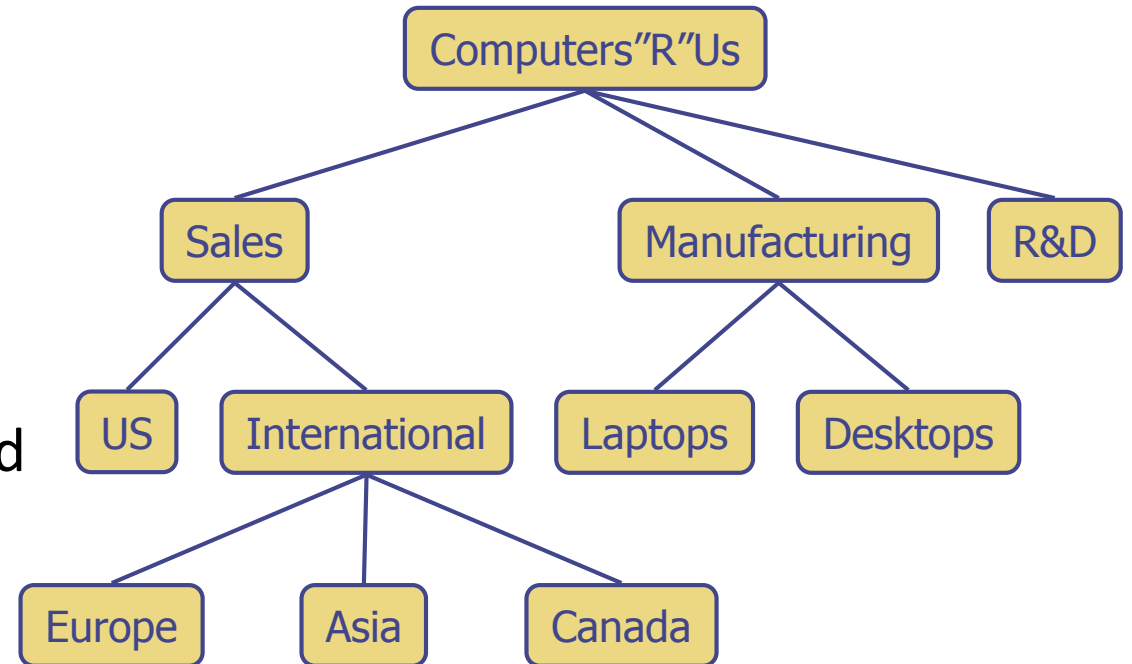 Computers”R”Us
Sales Manufacturing R&D
d US International Laptops Desktops
Europe Asia Canada